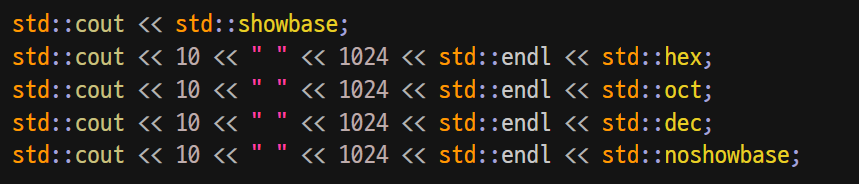 std::cout << std::showbase;
std::cout << 10 << " " << 1024 << std::endl << std::hex;
std::cout << 10 << " " << 1024 << std::endl << std::oct;
std::cout << 10 << " " << 1024 << std::endl << std::dec;
std::cout << 10 << " " << 1024 << std::endl << std::noshowbase;